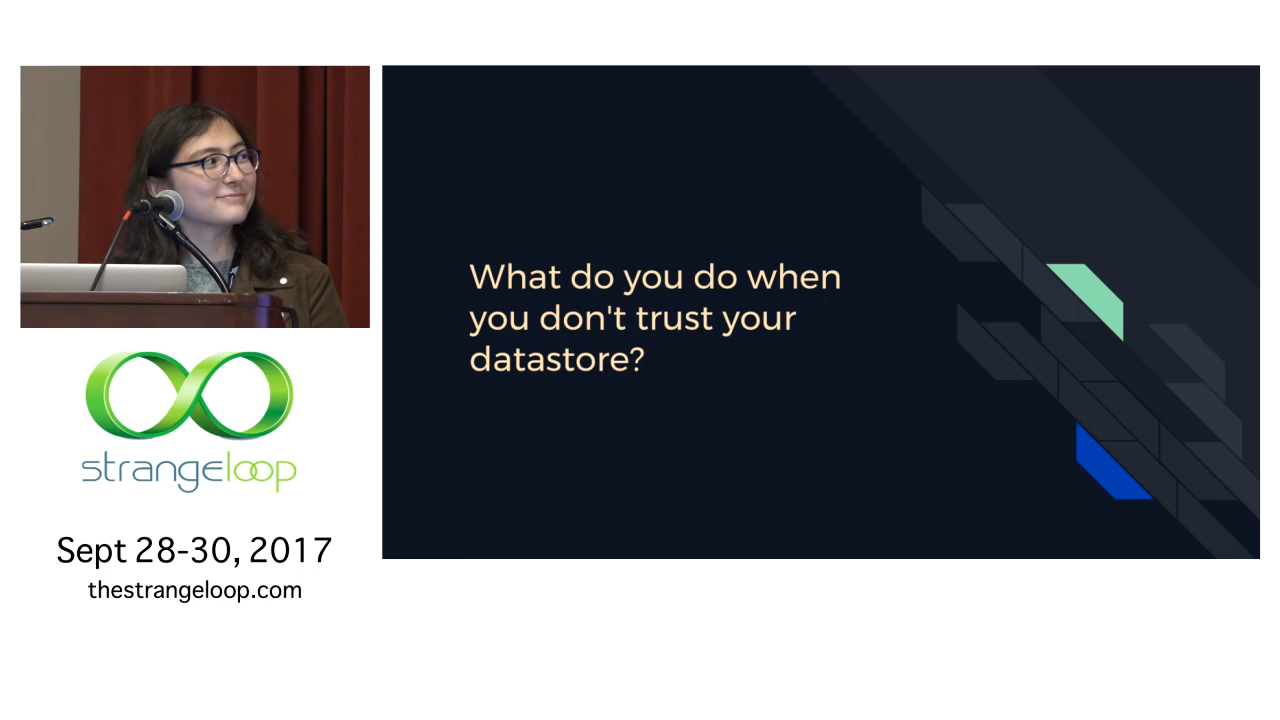 What do you do when
you don't trust your
datastore?
strangeloop
Sept 28-30, 2017
thestrangeloop.com